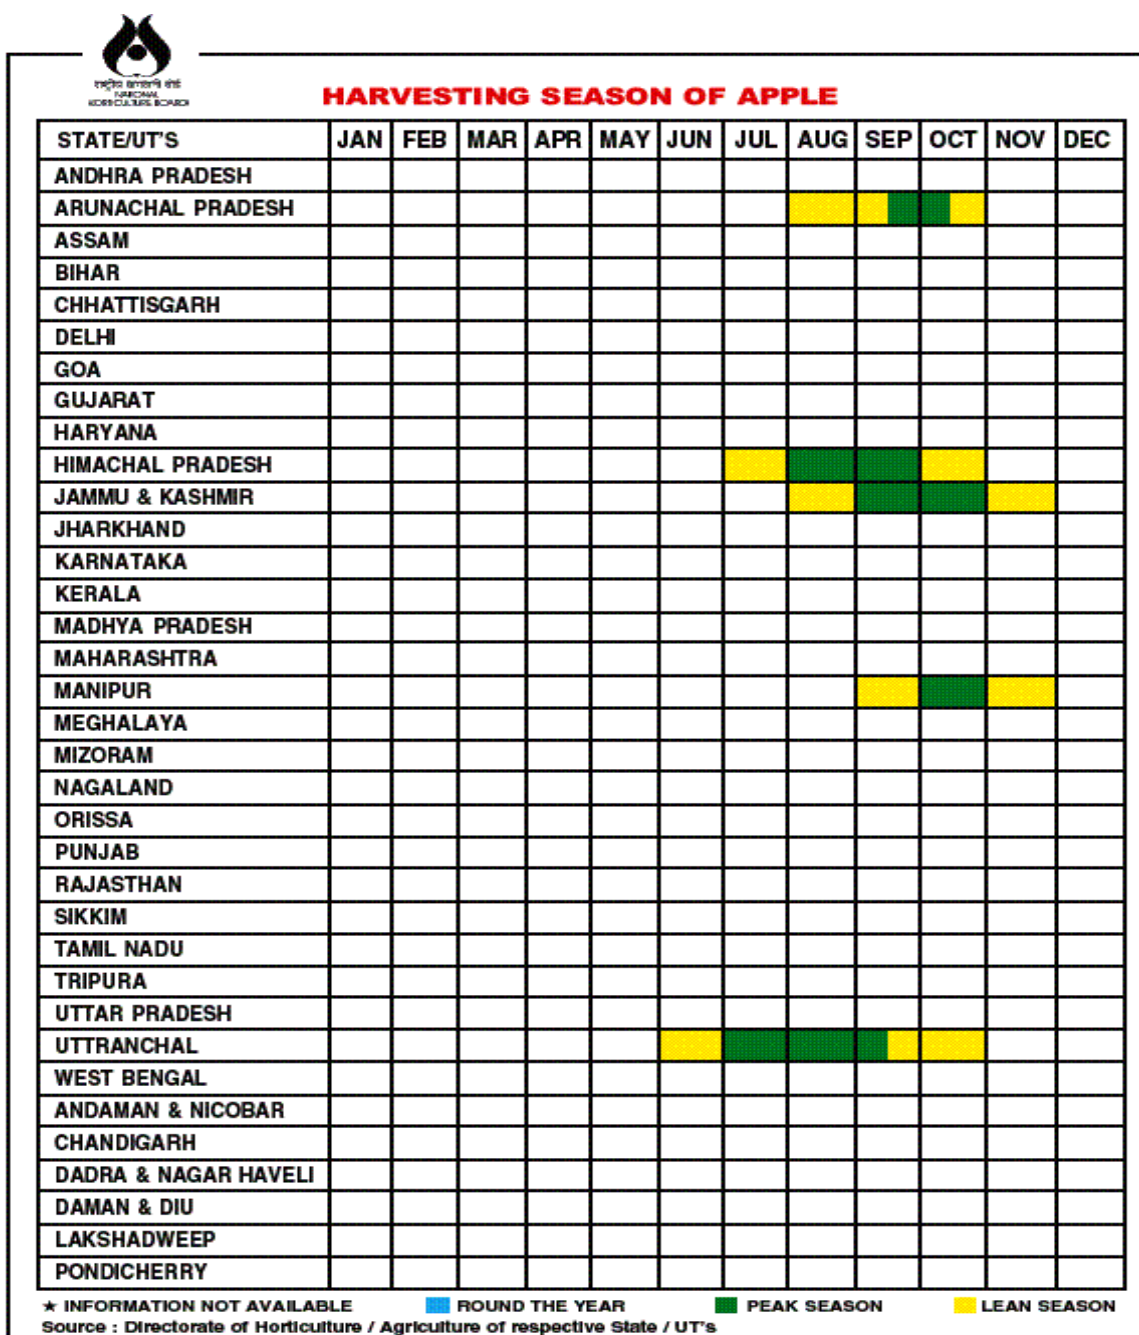 राष्ट्रीय बागवानी बोर्ड
NATIONAL
HORTICULTURE BOARD
HARVESTING SEASON OF APPLE
STATE/UT'S JAN FEB MAR APR MAY JUN JUL AUG SEP OCT NOV DEC
ANDHRA PRADESH
ARUNACHAL PRADESH
ASSAM
BIHAR
CHHATTISGARH
DELHI
GOA
GUJARAT
HARYANA
HIMACHAL PRADESH
JAMMU & KASHMIR
JHARKHAND
KARNATAKA
KERALA
MADHYA PRADESH
MAHARASHTRA
MANIPUR
MEGHALAYA
MIZORAM
NAGALAND
ORISSA
PUNJAB
RAJASTHAN
SIKKIM
TAMIL NADU
TRIPURA
UTTAR PRADESH
UTTRANCHAL
WEST BENGAL
ANDAMAN & NICOBAR
CHANDIGARH
DADRA & NAGAR HAVELI
DAMAN & DIU
LAKSHADWEEP
PONDICHERRY
★ INFORMATION NOT AVAILABLE ROUND THE YEAR PEAK SEASON LEAN SEASON
Source : Directorate of Horticulture / Agriculture of respective State / UT's